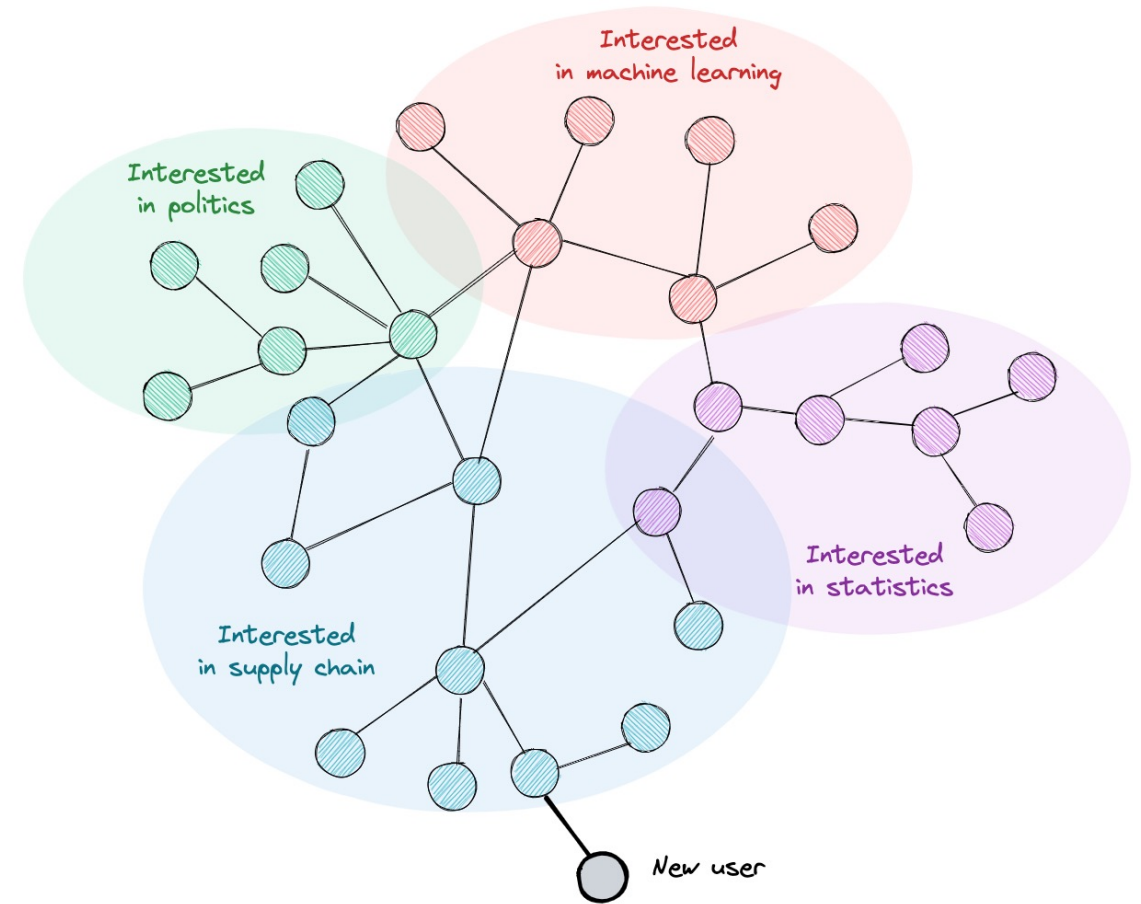 Interested
in machine learning
Interested
in politics
Interested
in statistics
Interested
in supply chain
New user